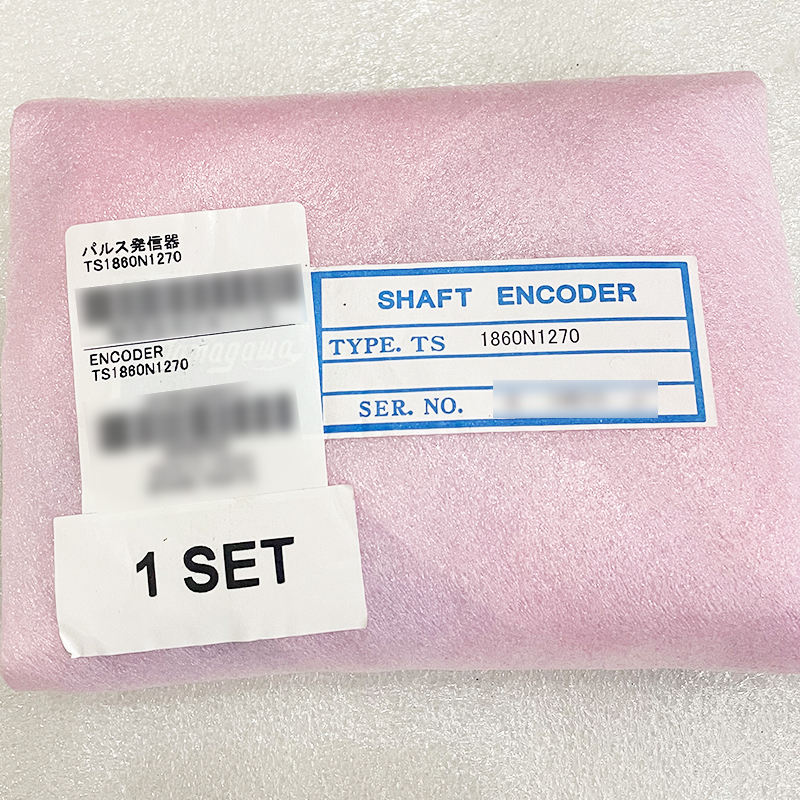 パルス発信器
TS1860N1270
ENCODER
TS1860N1270
SHAFT ENCODER
TYPE. TS 1860N1270
SER. NO.
1 SET